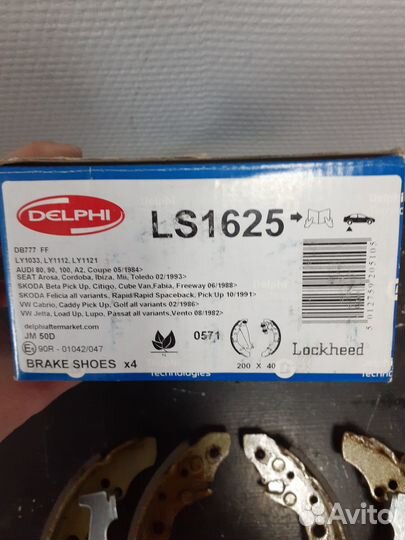 DELPHI
LS1625
DB777 FF
LY1033, LY1112, LY1121
AUDI 80, 90, 100, A2, Coupe 05/1984>
SEAT Arosa, Cordoba, Ibiza, Mii, Toledo 02/1993>
SKODA Beta Pick Up, Citigo, Cube Van, Fabia, Freeway 06/1988>
SKODA Felicia all variants, Rapid/Rapid Spaceback, Pick Up 10/1991>
VW Cabrio, Caddy Pick Up, Golf all variants 02/1986>
VW Jetta, Load Up, Lupo, Passat all variants, Vento 08/1982>
delphiaftermarket.com
JM 50D
E 90R - 01042/047
BRAKE SHOES x4
0571
200 X 40
Lockheed
5012759205105
Technologies
Avito